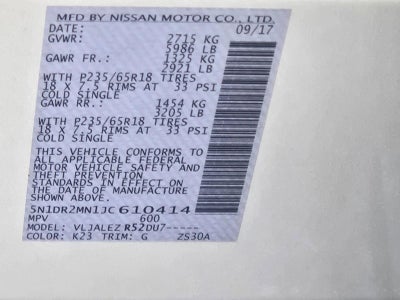 MFD BY NISSAN MOTOR CO., LTD.
DATE: 09/17
GVWR: 2715 KG
5986 LB
GAWR FR.: 1325 KG
2921 LB
WITH P235/65R18 TIRES
18 X 7.5 RIMS AT 33 PSI
COLD SINGLE
GAWR RR.: 1454 KG
3205 LB
WITH P235/65R18 TIRES
18 X 7.5 RIMS AT 33 PSI
COLD SINGLE
THIS VEHICLE CONFORMS TO
ALL APPLICABLE FEDERAL
MOTOR VEHICLE SAFETY AND
THEFT PREVENTION
STANDARDS IN EFFECT ON
THE DATE OF MANUFACTURE
SHOWN ABOVE.
5N1DR2MN1JC610414
MPV 600
MODEL: VLJALEZ R52DU7-----
COLOR: K23 TRIM: G ZS30A